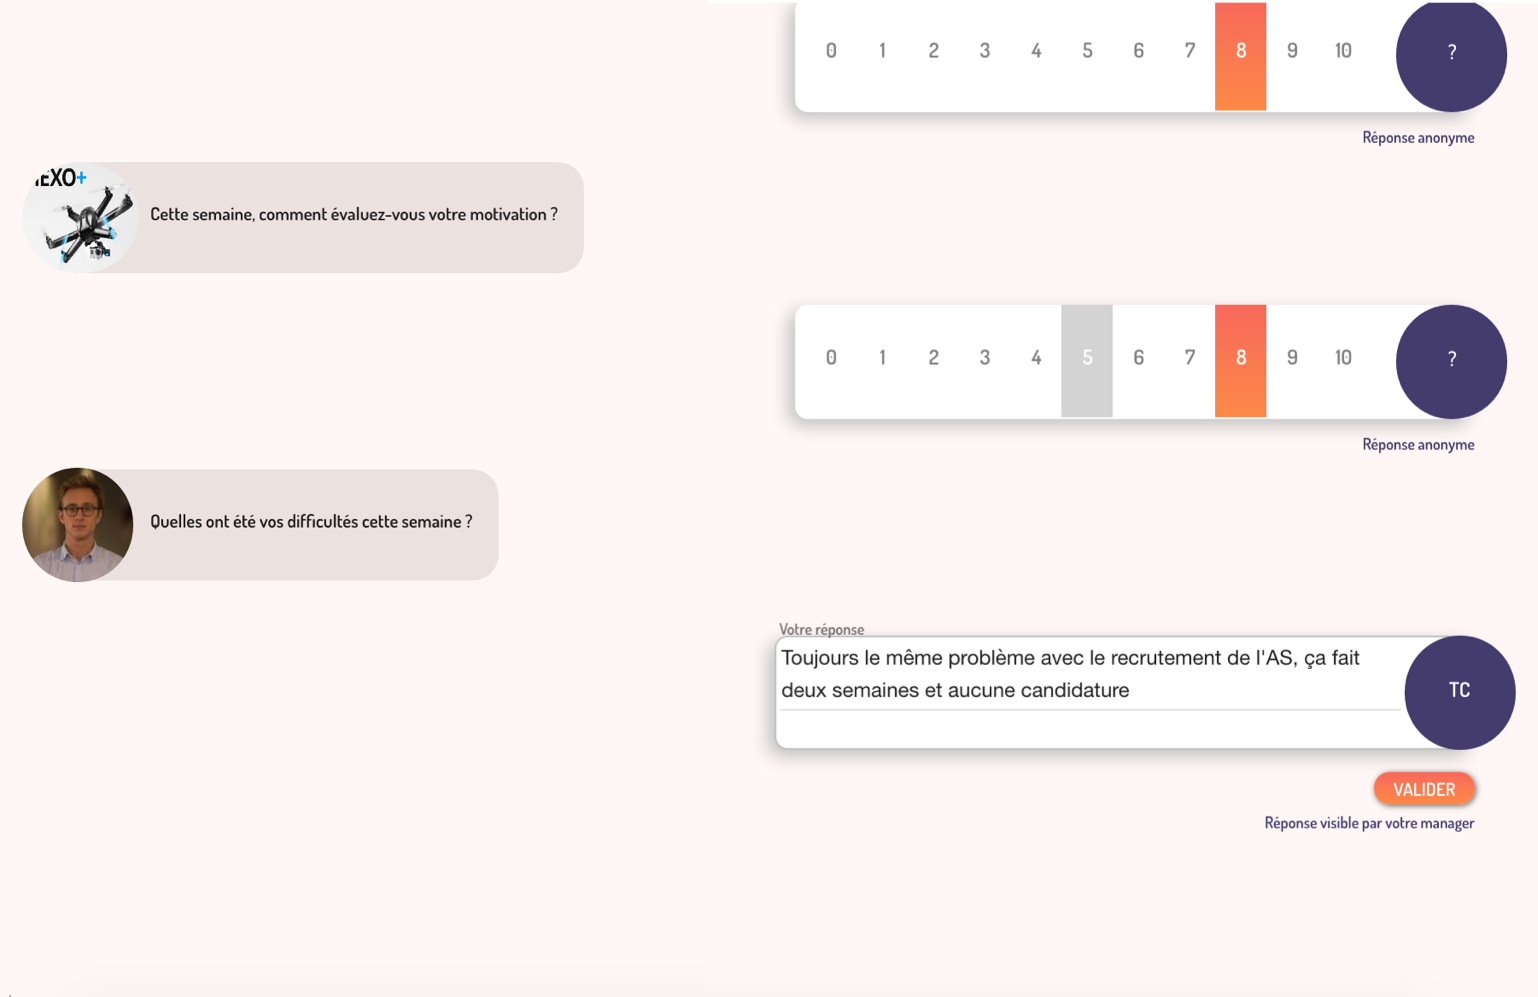 0 1 2 3 4 5 6 7 8 9 10 ?
Réponse anonyme
HEXO+
Cette semaine, comment évaluez-vous votre motivation ?
0 1 2 3 4 5 6 7 8 9 10 ?
Réponse anonyme
Quelles ont été vos difficultés cette semaine ?
Votre réponse
Toujours le même problème avec le recrutement de l'AS, ça fait
deux semaines et aucune candidature
TC
VALIDER
Réponse visible par votre manager